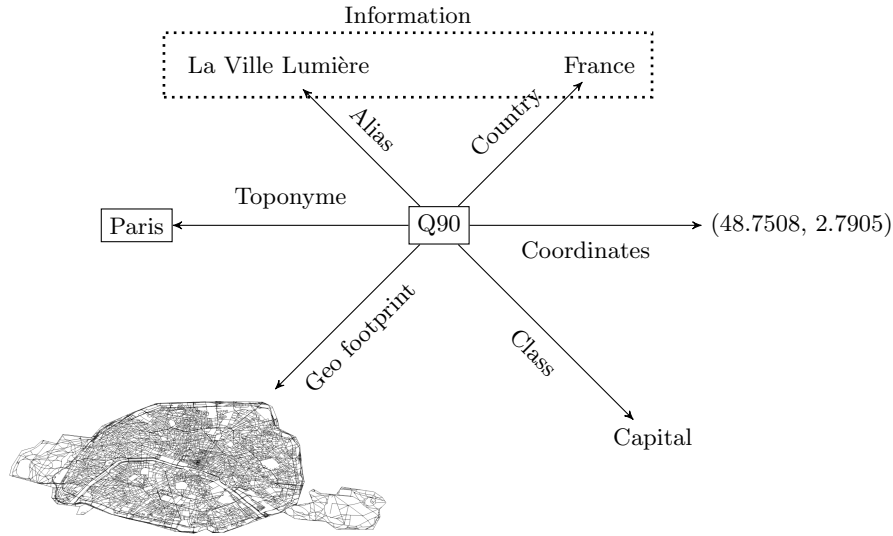 Information
La Ville Lumière
France
Alias
Country
Toponyme
Paris
Q90
(48.7508, 2.7905)
Coordinates
Geo footprint
Class
Capital